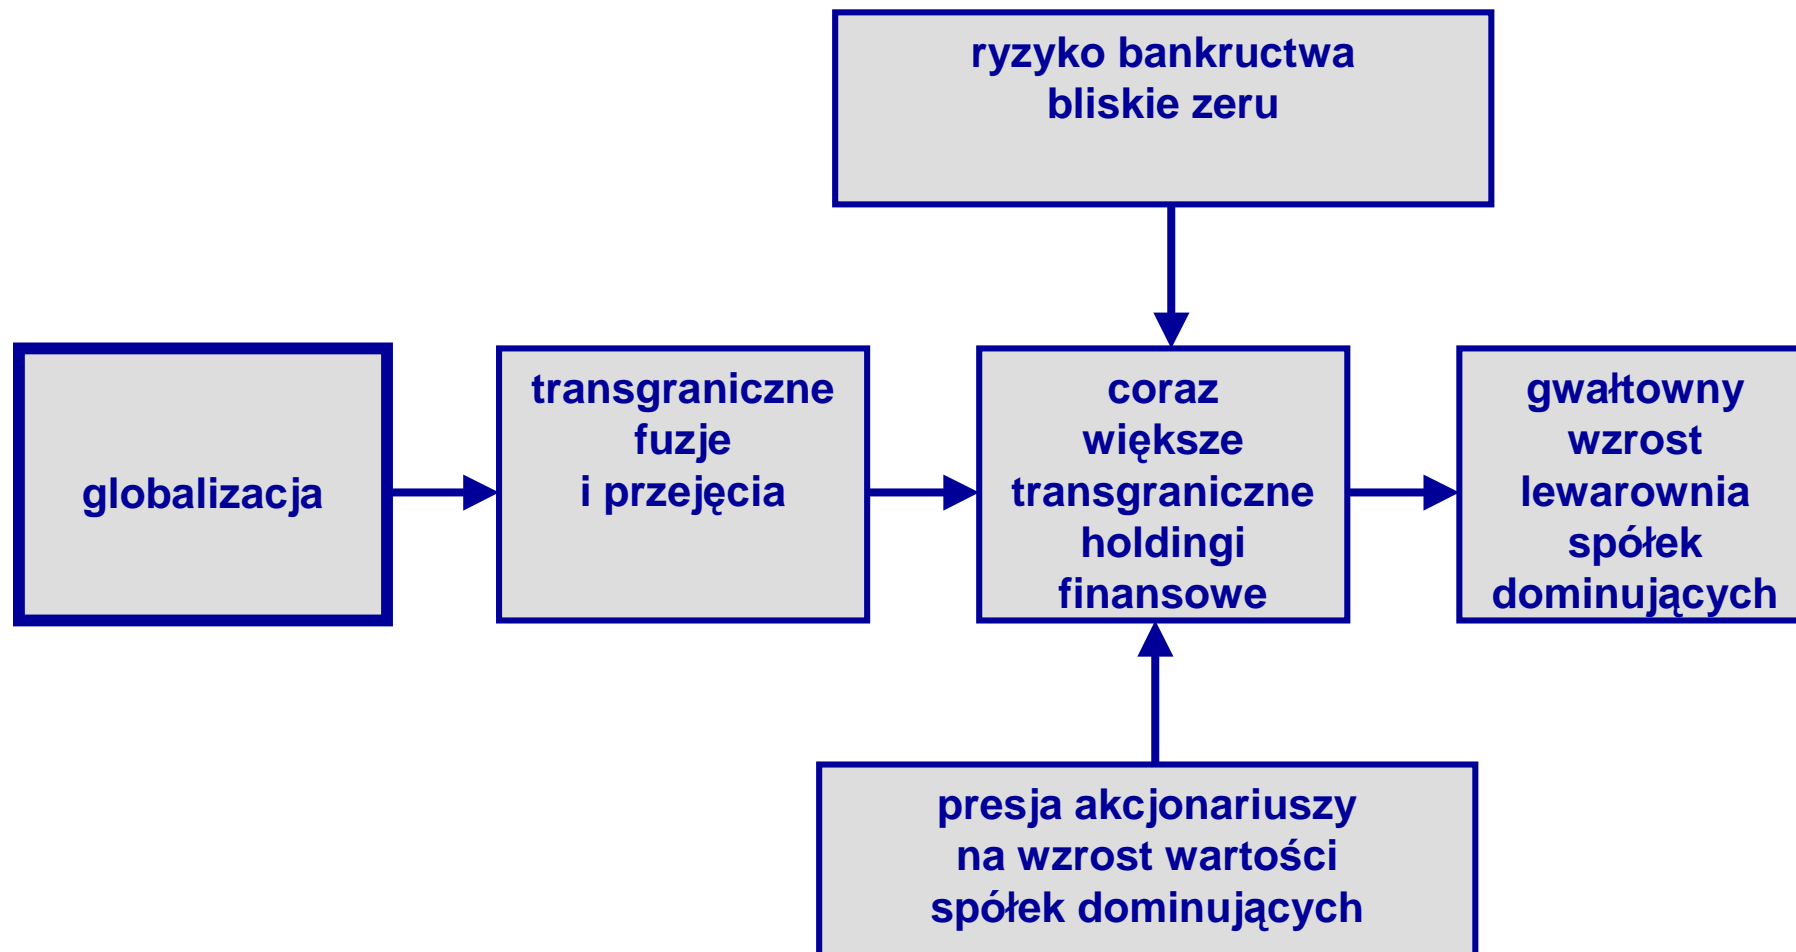 ryzyko bankructwa
bliskie zeru
globalizacja
transgraniczne
fuzje
i przejęcia
coraz
większe
transgraniczne
holdingi
finansowe
gwałtowny
wzrost
lewarownia
spółek
dominujących
presja akcjonariuszy
na wzrost wartości
spółek dominujących